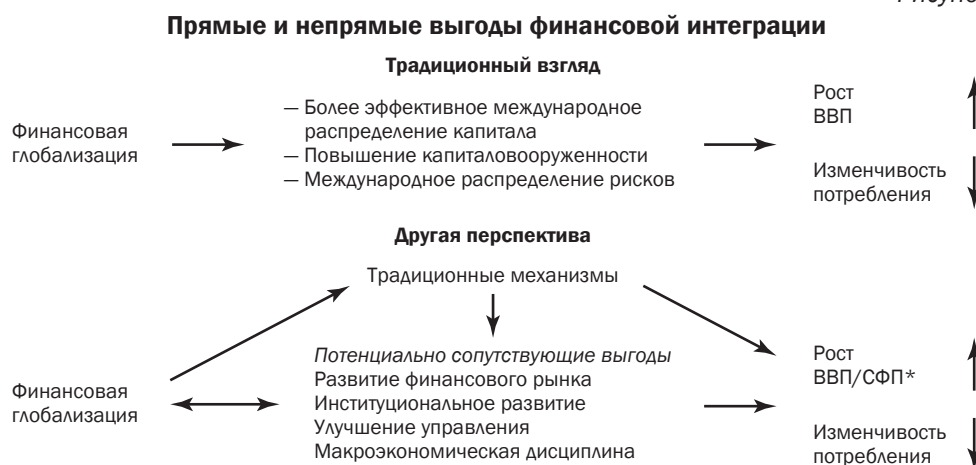 Прямые и непрямые выгоды финансовой интеграции
Традиционный взгляд
Финансовая
глобализация
— Более эффективное международное
распределение капитала
— Повышение капиталовооруженности
— Международное распределение рисков
Рост
ВВП
Изменчивость
потребления
Другая перспектива
Традиционные механизмы
Финансовая
глобализация
Потенциально сопутствующие выгоды
Развитие финансового рынка
Институциональное развитие
Улучшение управления
Макроэкономическая дисциплина
Рост
ВВП/СФП*
Изменчивость
потребления